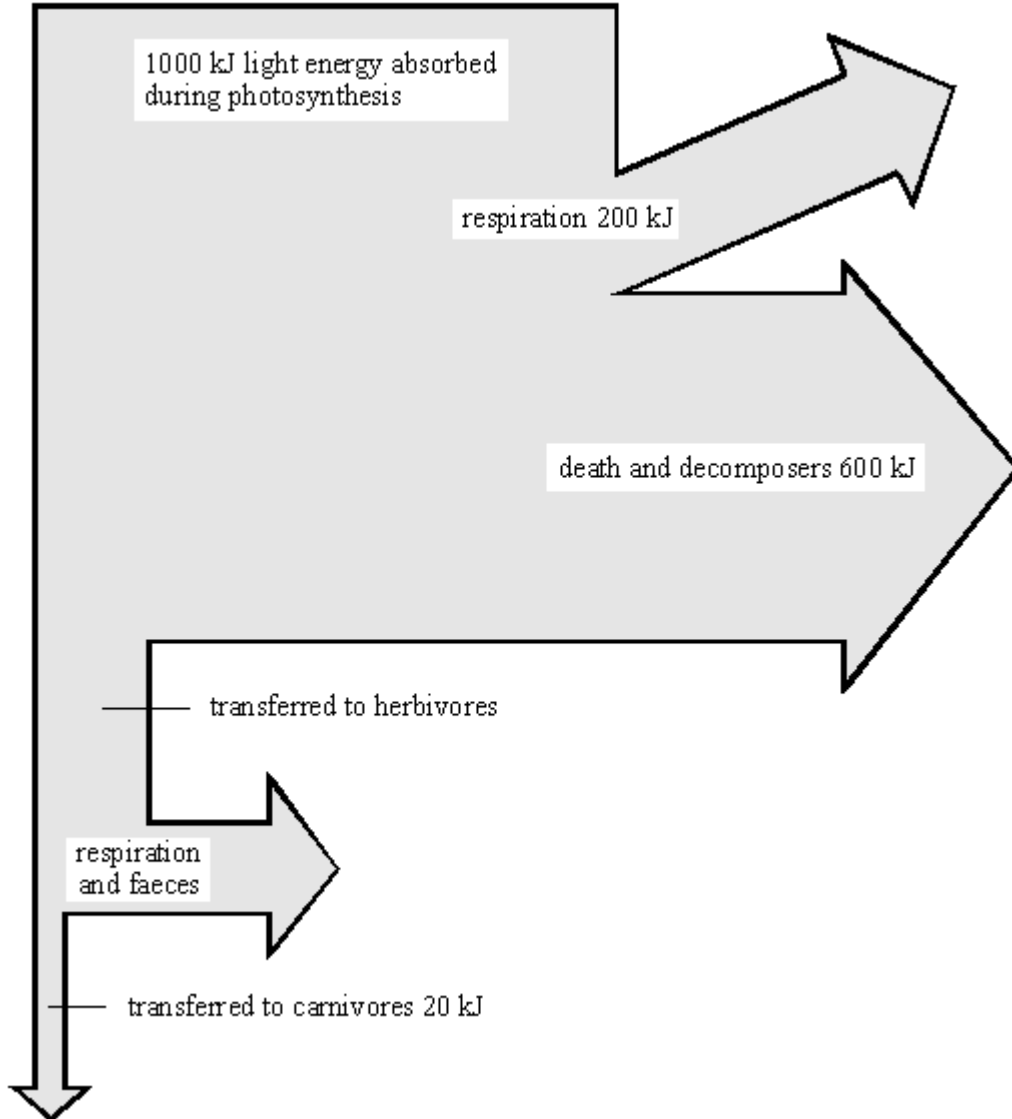 1000 kJ light energy absorbed
during photosynthesis
respiration 200 kJ
death and decomposers 600 kJ
transferred to herbivores
respiration
and faeces
transferred to carnivores 20 kJ